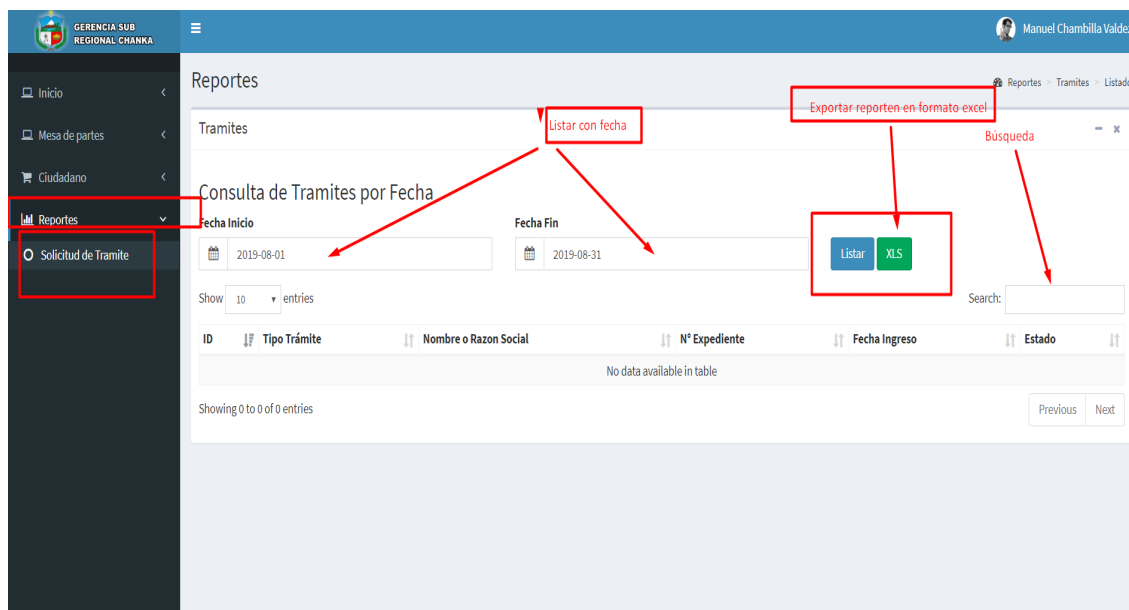 GERENCIA SUB
REGIONAL CHANKA
Manuel Chambilla Valdez
Inicio
Mesa de partes
Ciudadano
Reportes
Solicitud de Tramite
Reportes
Reportes > Tramites > Listado
Exportar reporten en formato excel
Tramites
Listar con fecha
Búsqueda
Consulta de Tramites por Fecha
Fecha Inicio
Fecha Fin
2019-08-01
2019-08-31
Listar
XLS
Show 10 entries
Search:
ID
Tipo Trámite
Nombre o Razon Social
N° Expediente
Fecha Ingreso
Estado
No data available in table
Showing 0 to 0 of 0 entries
Previous
Next